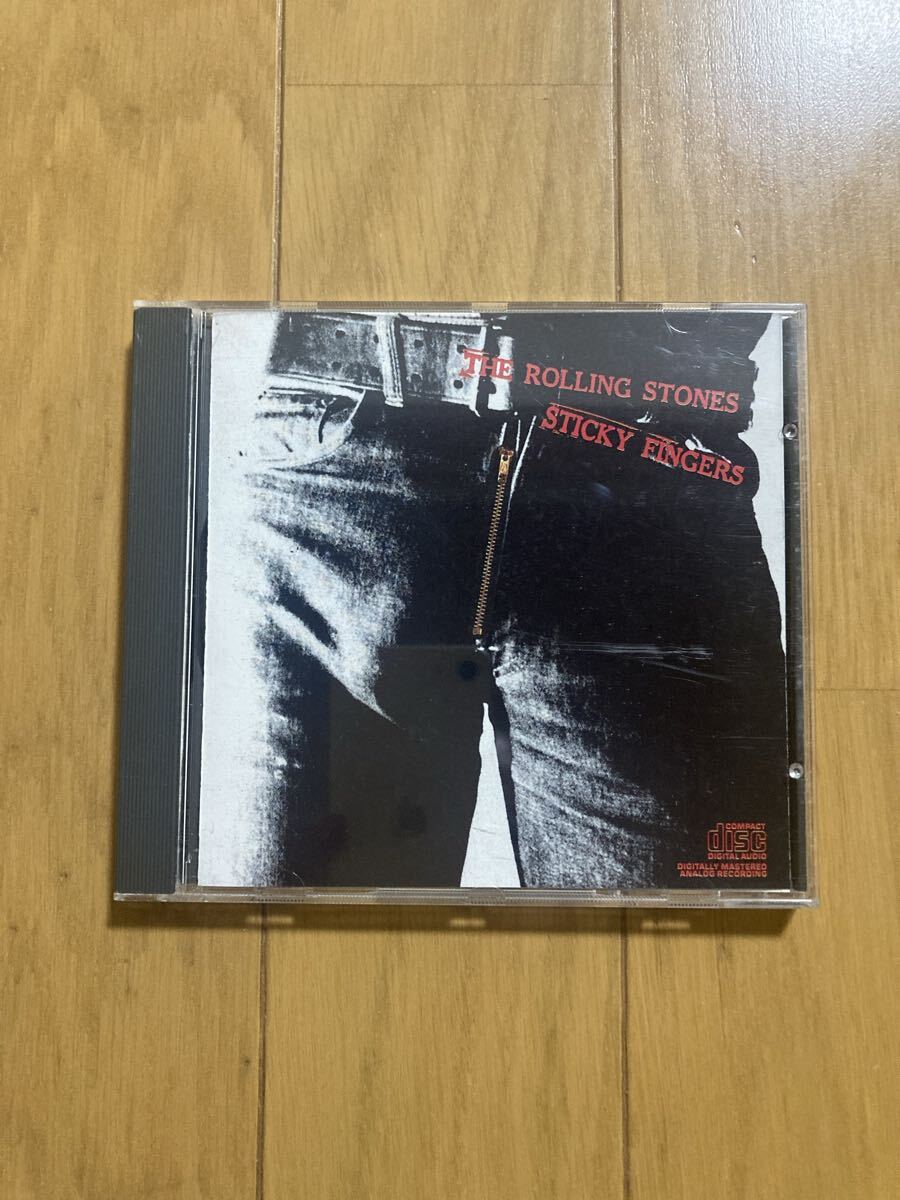 THE ROLLING STONES
STICKY FINGERS
COMPACT
disc
DIGITAL AUDIO
DIGITALLY MASTERED
ANALOG RECORDING